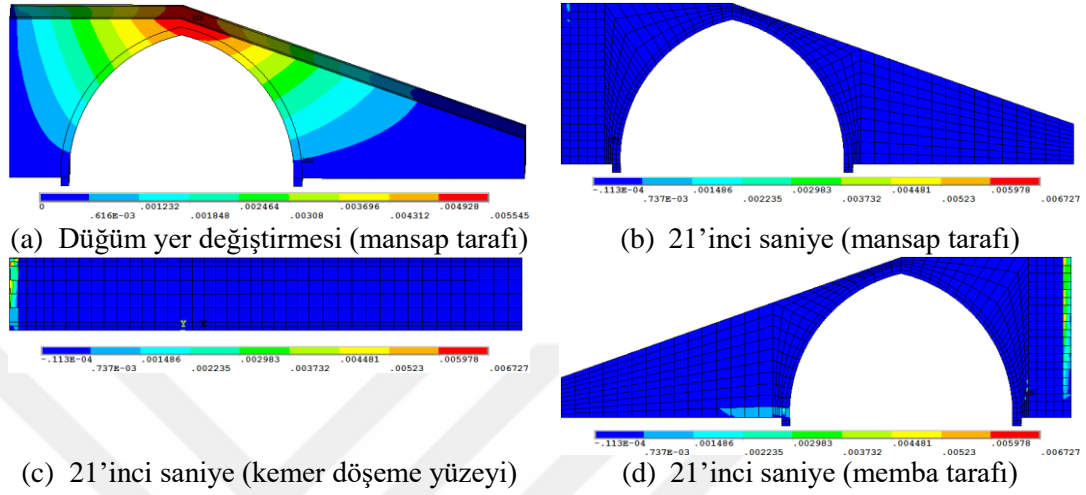 0 .001232 .002464 .003696 .004928
.616E-03 .001848 .00308 .004312 .005545
(a) Düğüm yer değiştirmesi (mansap tarafı)
-.113E-04 .001486 .002983 .004481 .005978
.737E-03 .002235 .003732 .00523 .006727
(b) 21’inci saniye (mansap tarafı)
-.113E-04 .001486 .002983 .004481 .005978
.737E-03 .002235 .003732 .00523 .006727
(c) 21’inci saniye (kemer döşeme yüzeyi)
-.113E-04 .001486 .002983 .004481 .005978
.737E-03 .002235 .003732 .00523 .006727
(d) 21’inci saniye (memba tarafı)